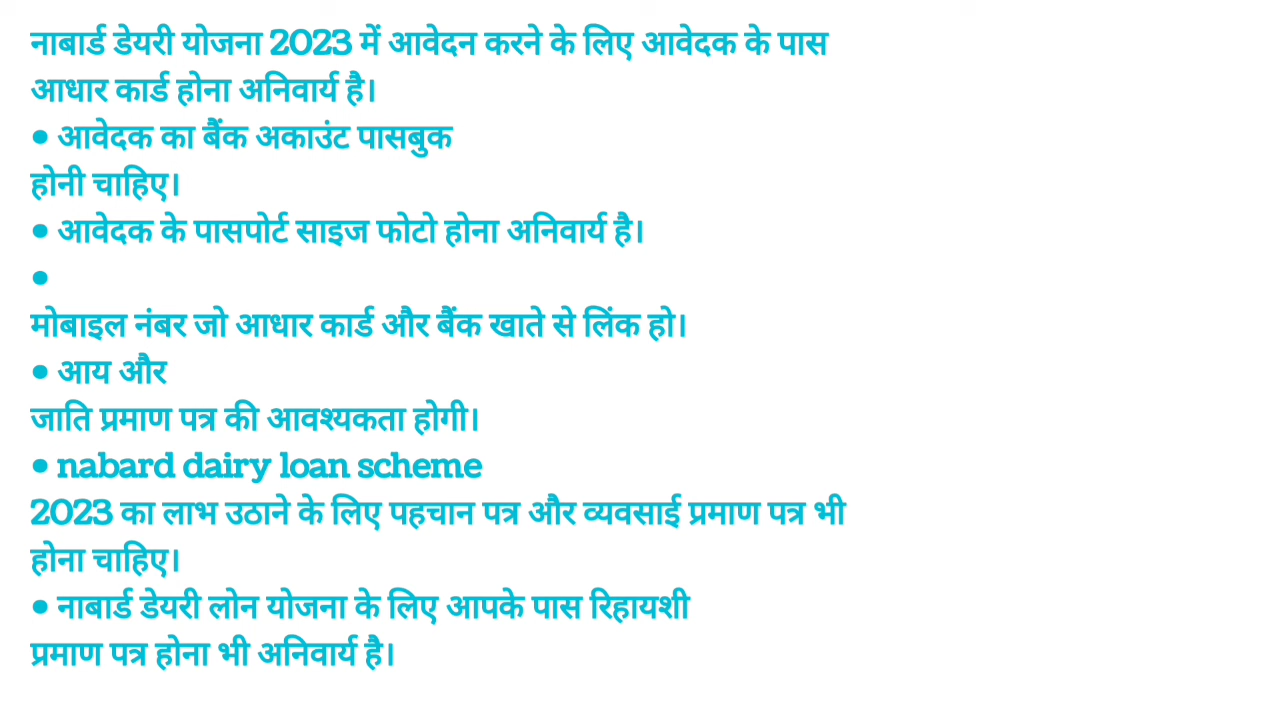 नाबार्ड डेयरी योजना 2023 में आवेदन करने के लिए आवेदक के पास
आधार कार्ड होना अनिवार्य है।
• आवेदक का बैंक अकाउंट पासबुक
होनी चाहिए।
• आवेदक के पासपोर्ट साइज फोटो होना अनिवार्य है।
•
मोबाइल नंबर जो आधार कार्ड और बैंक खाते से लिंक हो।
• आय और
जाति प्रमाण पत्र की आवश्यकता होगी।
• nabard dairy loan scheme
2023 का लाभ उठाने के लिए पहचान पत्र और व्यवसाई प्रमाण पत्र भी
होना चाहिए।
• नाबार्ड डेयरी लोन योजना के लिए आपके पास रिहायशी
प्रमाण पत्र होना भी अनिवार्य है।